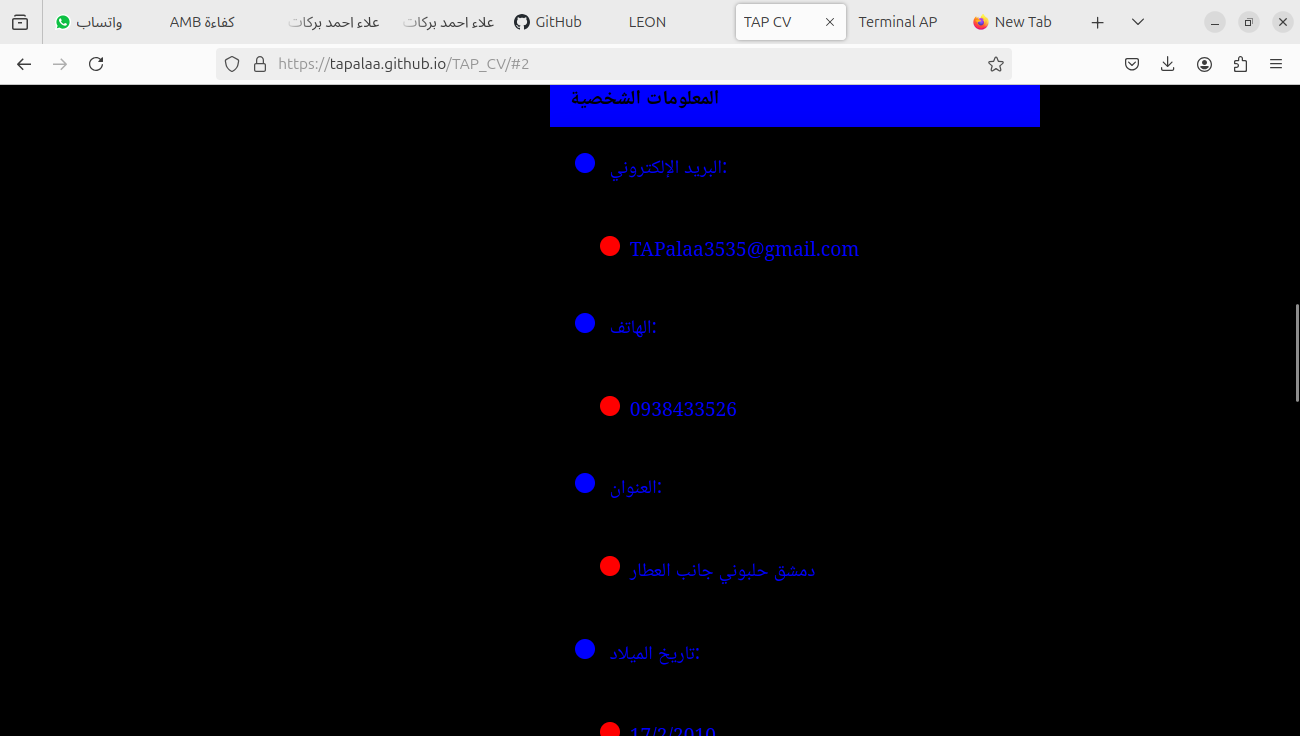 واتساب
AMB كفاءة
علاء احمد بركات
علاء احمد بركات
GitHub
LEON
TAP CV
Terminal AP
New Tab
https://tapalaa.github.io/TAP_CV/#2
المعلومات الشخصية
البريد الإلكتروني:
TAPalaa3535@gmail.com
الهاتف:
0938433526
العنوان:
دمشق حلبوني جانب العطار
تاريخ الميلاد:
17/2/2010